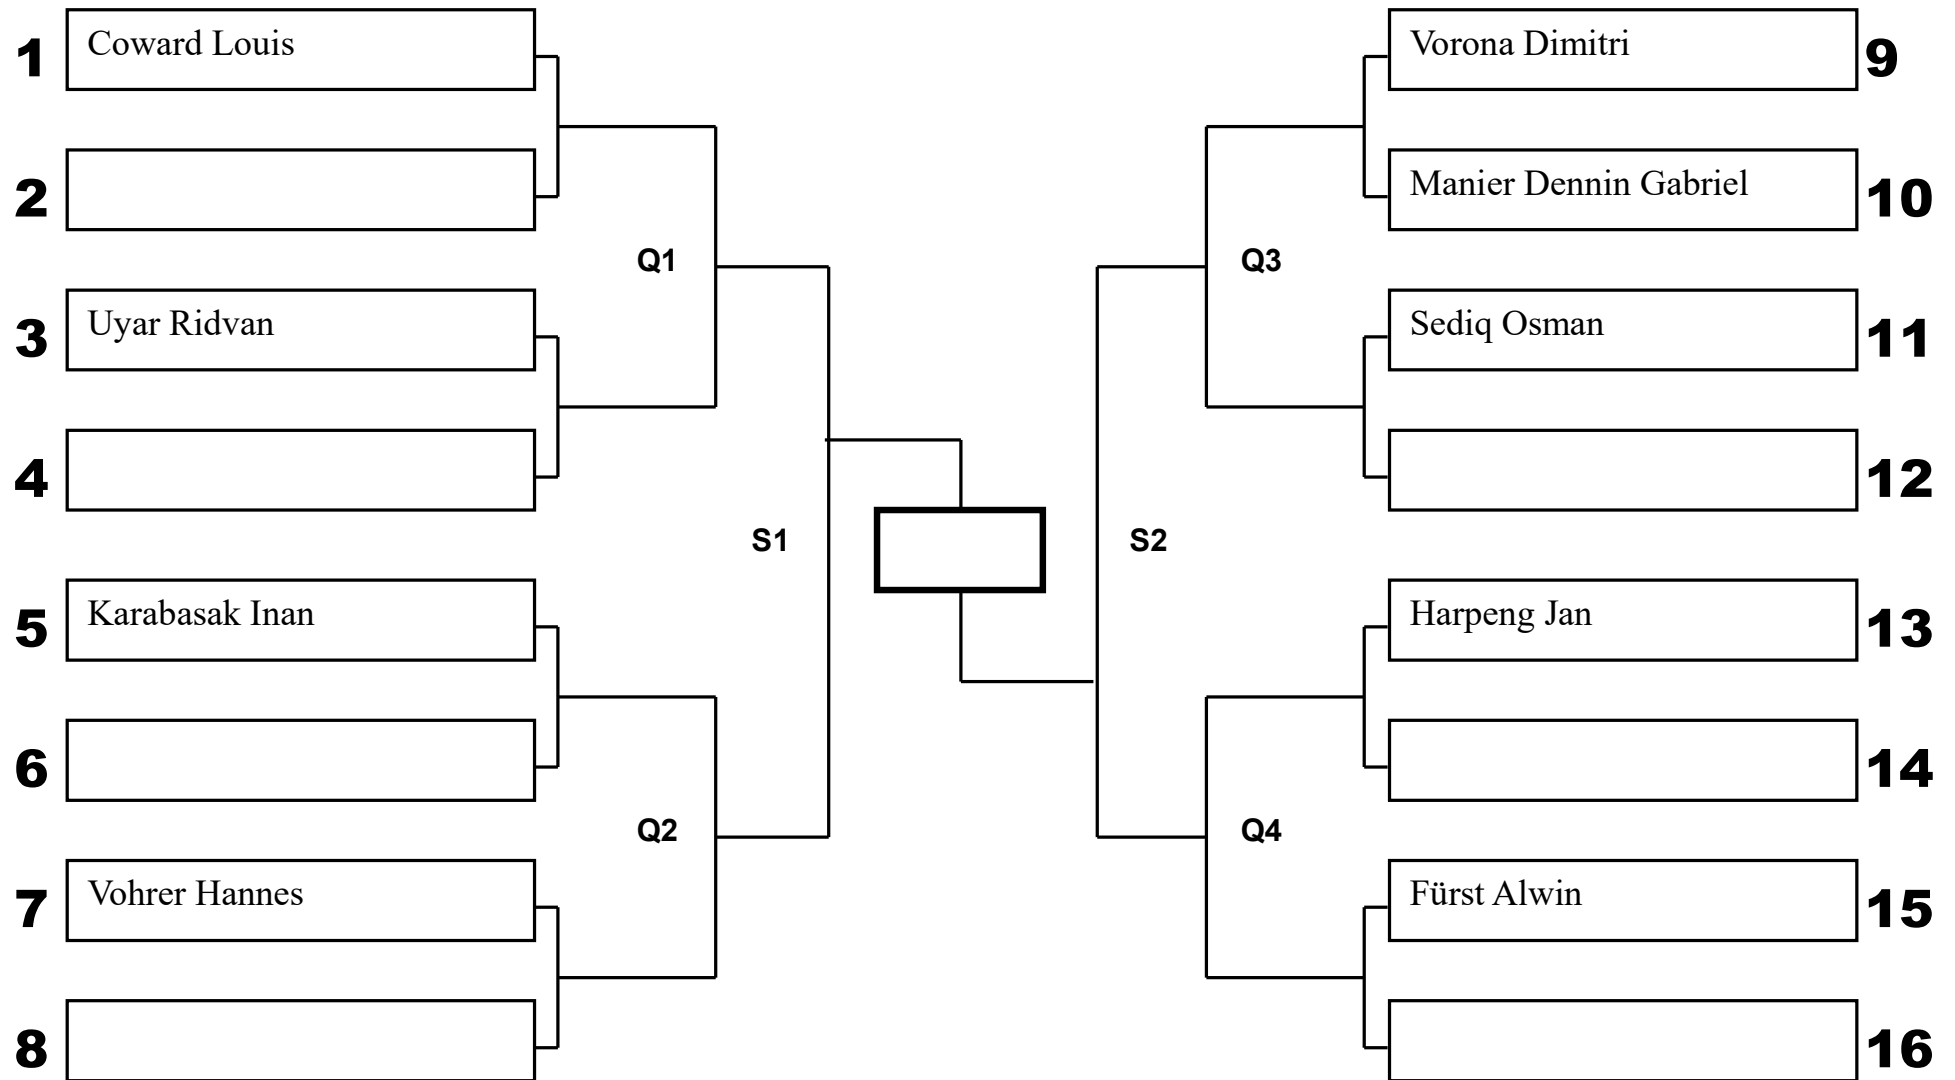 1
Coward Louis
2
Q1
3
Uyar Ridvan
4
S1
5
Karabasak Inan
6
Q2
7
Vohrer Hannes
8
Vorona Dimitri
9
Manier Dennin Gabriel
10
Q3
Sediq Osman
11
12
S2
Harpeng Jan
13
14
Q4
Fürst Alwin
15
16